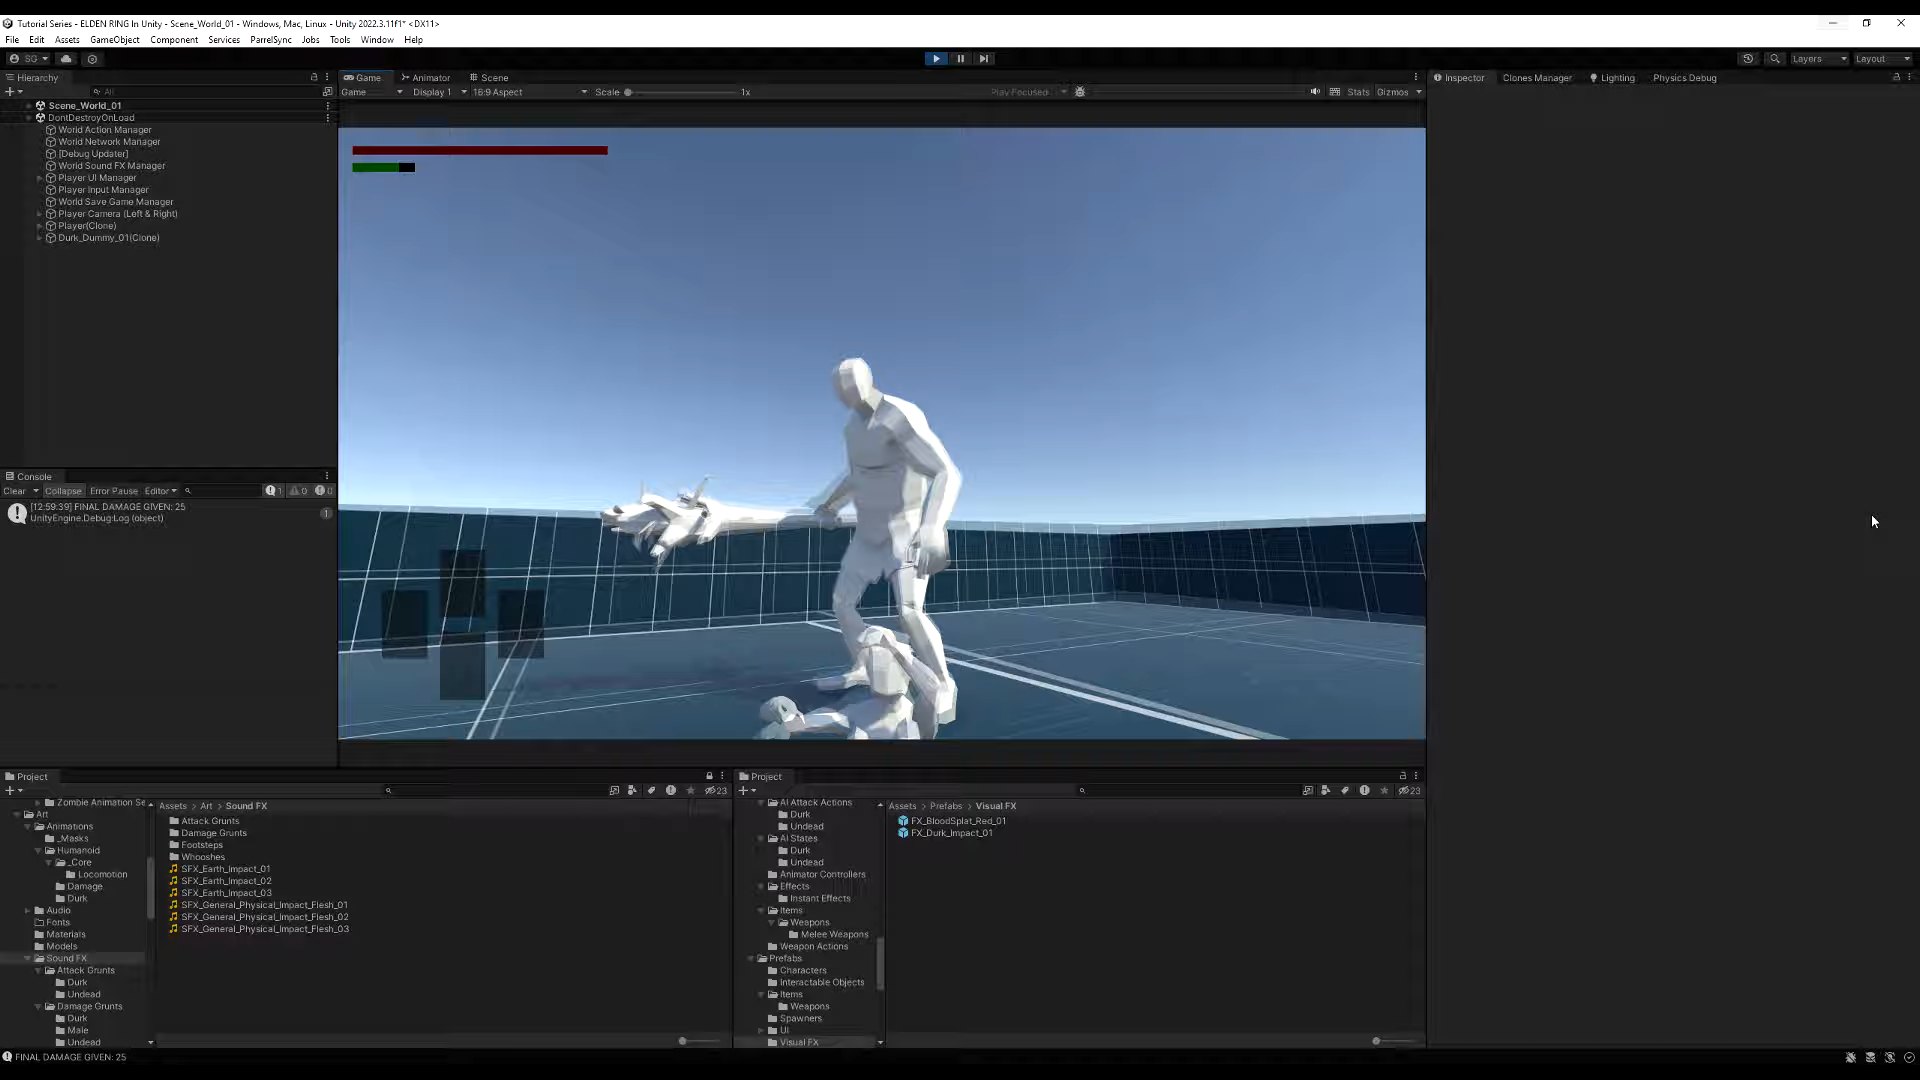 Tutorial Series - ELDEN RING In Unity - Scene_World_01 - Windows, Mac, Linux - Unity 2022.3.11f1* <DX11>
File Edit Assets GameObject Component Services ParrelSync Jobs Tools Window Help
SG Layers Layout
Hierarchy
All
Scene_World_01
DontDestroyOnLoad
World Action Manager
World Network Manager
[Debug Updater]
World Sound FX Manager
Player UI Manager
Player Input Manager
World Save Game Manager
Player Camera (Left & Right)
Player(Clone)
Durk_Dummy_01(Clone)
Game Animator Scene
Game Display 1 16:9 Aspect Scale 1x Play Focused Stats Gizmos
Inspector Clones Manager Lighting Physics Debug
Console
Clear Collapse Error Pause Editor 1 0 0
[12:59:39] FINAL DAMAGE GIVEN: 25
UnityEngine.Debug:Log (object)
1
Project
23
Zombie Animation Se
Art
Animations
_Masks
Humanoid
_Core
Locomotion
Damage
Durk
Audio
Fonts
Materials
Models
Sound FX
Attack Grunts
Durk
Undead
Damage Grunts
Durk
Male
Undead
Assets > Art > Sound FX
Attack Grunts
Damage Grunts
Footsteps
Whooshes
SFX_Earth_Impact_01
SFX_Earth_Impact_02
SFX_Earth_Impact_03
SFX_General_Physical_Impact_Flesh_01
SFX_General_Physical_Impact_Flesh_02
SFX_General_Physical_Impact_Flesh_03
Project
23
AI Attack Actions
Durk
Undead
AI States
Durk
Undead
Animator Controllers
Effects
Instant Effects
Items
Weapons
Melee Weapons
Weapon Actions
Prefabs
Characters
Interactable Objects
Items
Weapons
Spawners
UI
Visual FX
Assets > Prefabs > Visual FX
FX_BloodSplat_Red_01
FX_Durk_Impact_01
FINAL DAMAGE GIVEN: 25